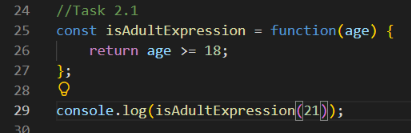 24 //Task 2.1
25 const isAdultExpression = function(age) {
26     return age >= 18;
27 };
28
29 console.log(isAdultExpression(21));
30